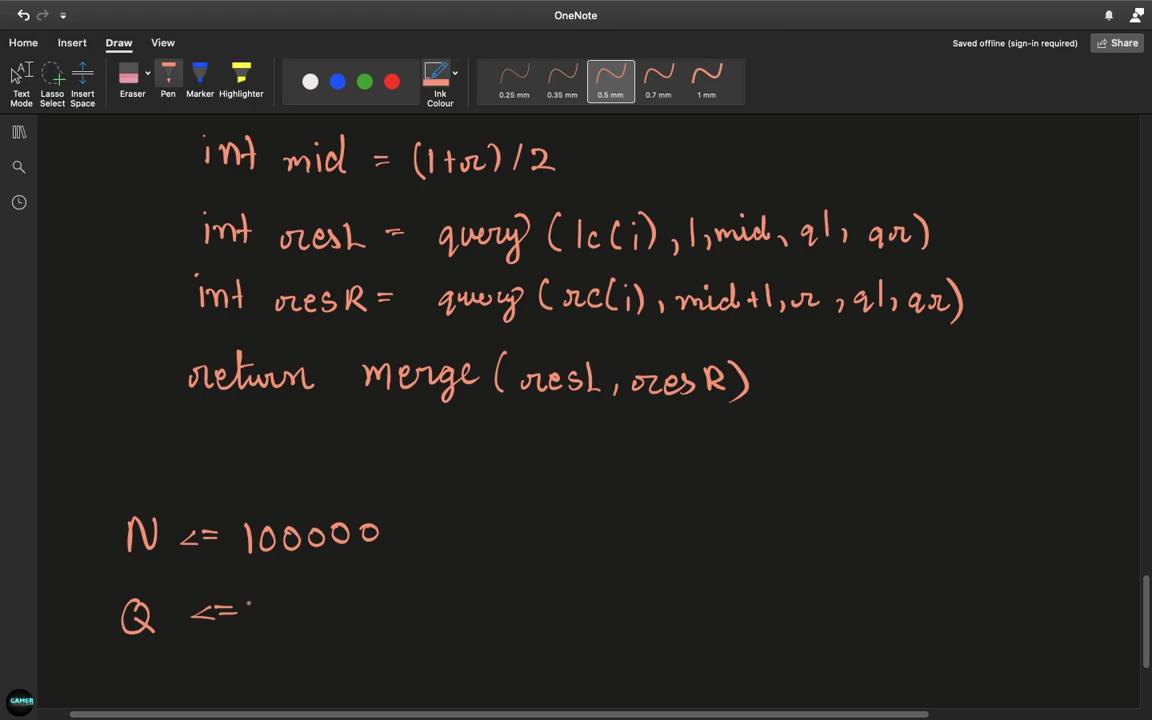 OneNote
Home Insert Draw View
Saved offline (sign-in required) Share
Text Mode Lasso Select Insert Space Eraser Pen Marker Highlighter Ink Colour 0.25 mm 0.35 mm 0.5 mm 0.7 mm 1 mm
int mid = (l+r)/2
int resL = query (lc(i), l, mid, ql, qr)
int resR = query (rc(i), mid+1, r, ql, qr)
return merge (resL, resR)
N <= 100000
Q <=
GAMER